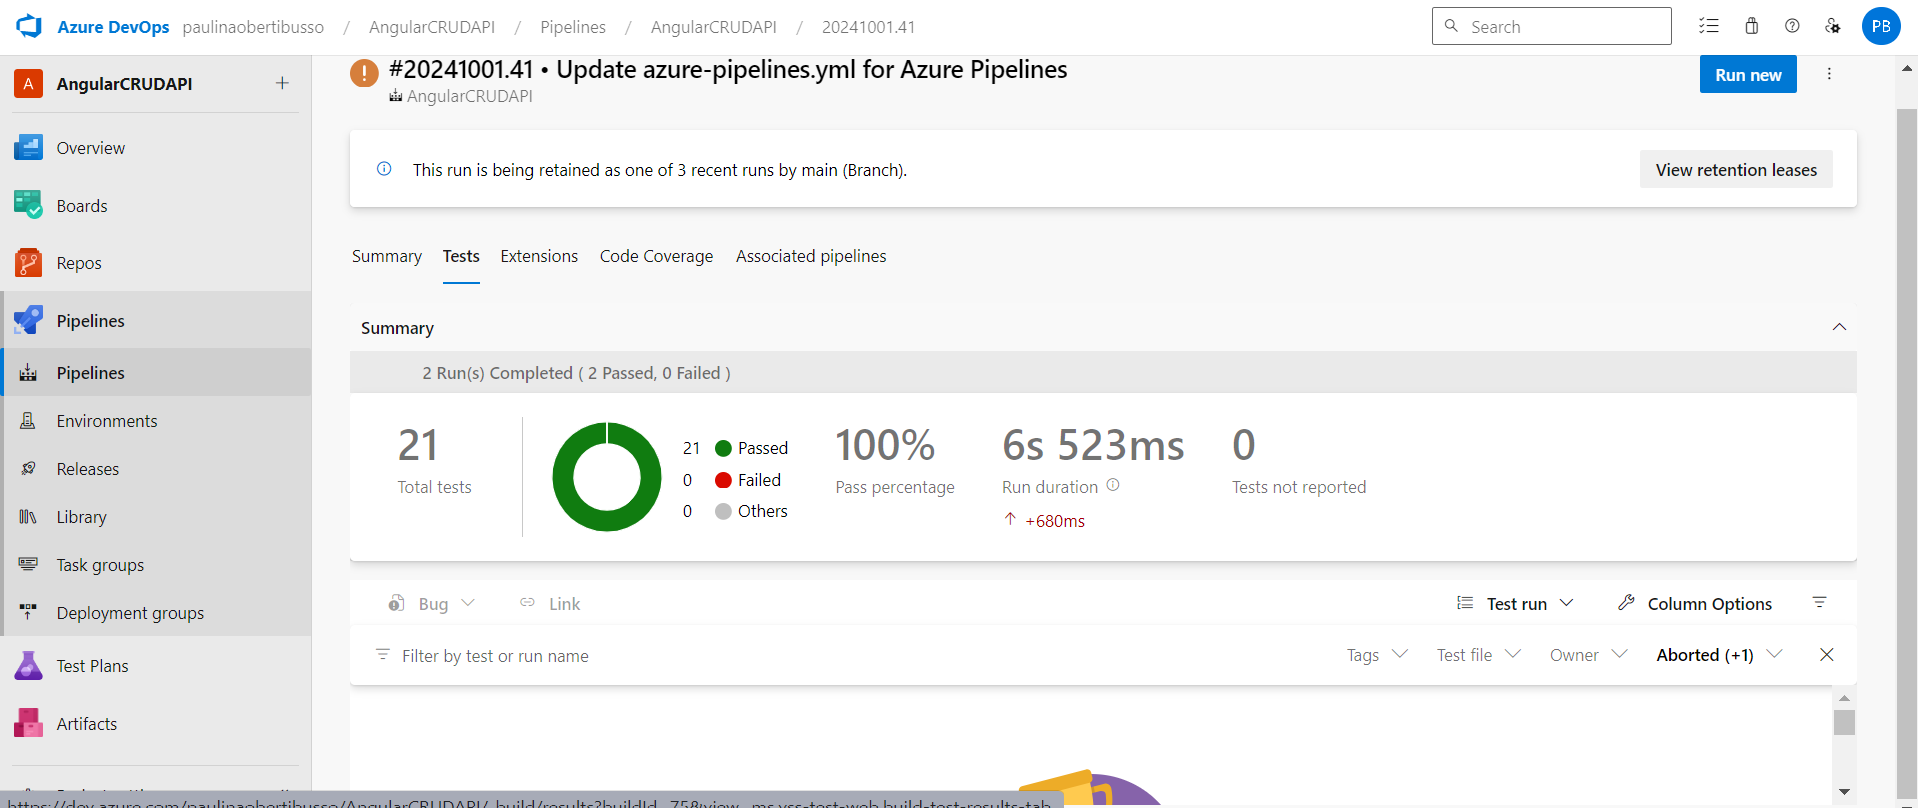 Azure DevOps paulinaobertibusso / AngularCRUDAPI / Pipelines / AngularCRUDAPI / 20241001.41 Search PB
A AngularCRUDAPI +
#20241001.41 • Update azure-pipelines.yml for Azure Pipelines
AngularCRUDAPI
Run new
Overview
Boards
Repos
Pipelines
Pipelines
Environments
Releases
Library
Task groups
Deployment groups
Test Plans
Artifacts
This run is being retained as one of 3 recent runs by main (Branch).
View retention leases
Summary Tests Extensions Code Coverage Associated pipelines
Summary
2 Run(s) Completed ( 2 Passed, 0 Failed )
21
Total tests
21 Passed
0 Failed
0 Others
100%
Pass percentage
6s 523ms
Run duration
+680ms
0
Tests not reported
Bug Link Test run Column Options
Filter by test or run name Tags Test file Owner Aborted (+1)